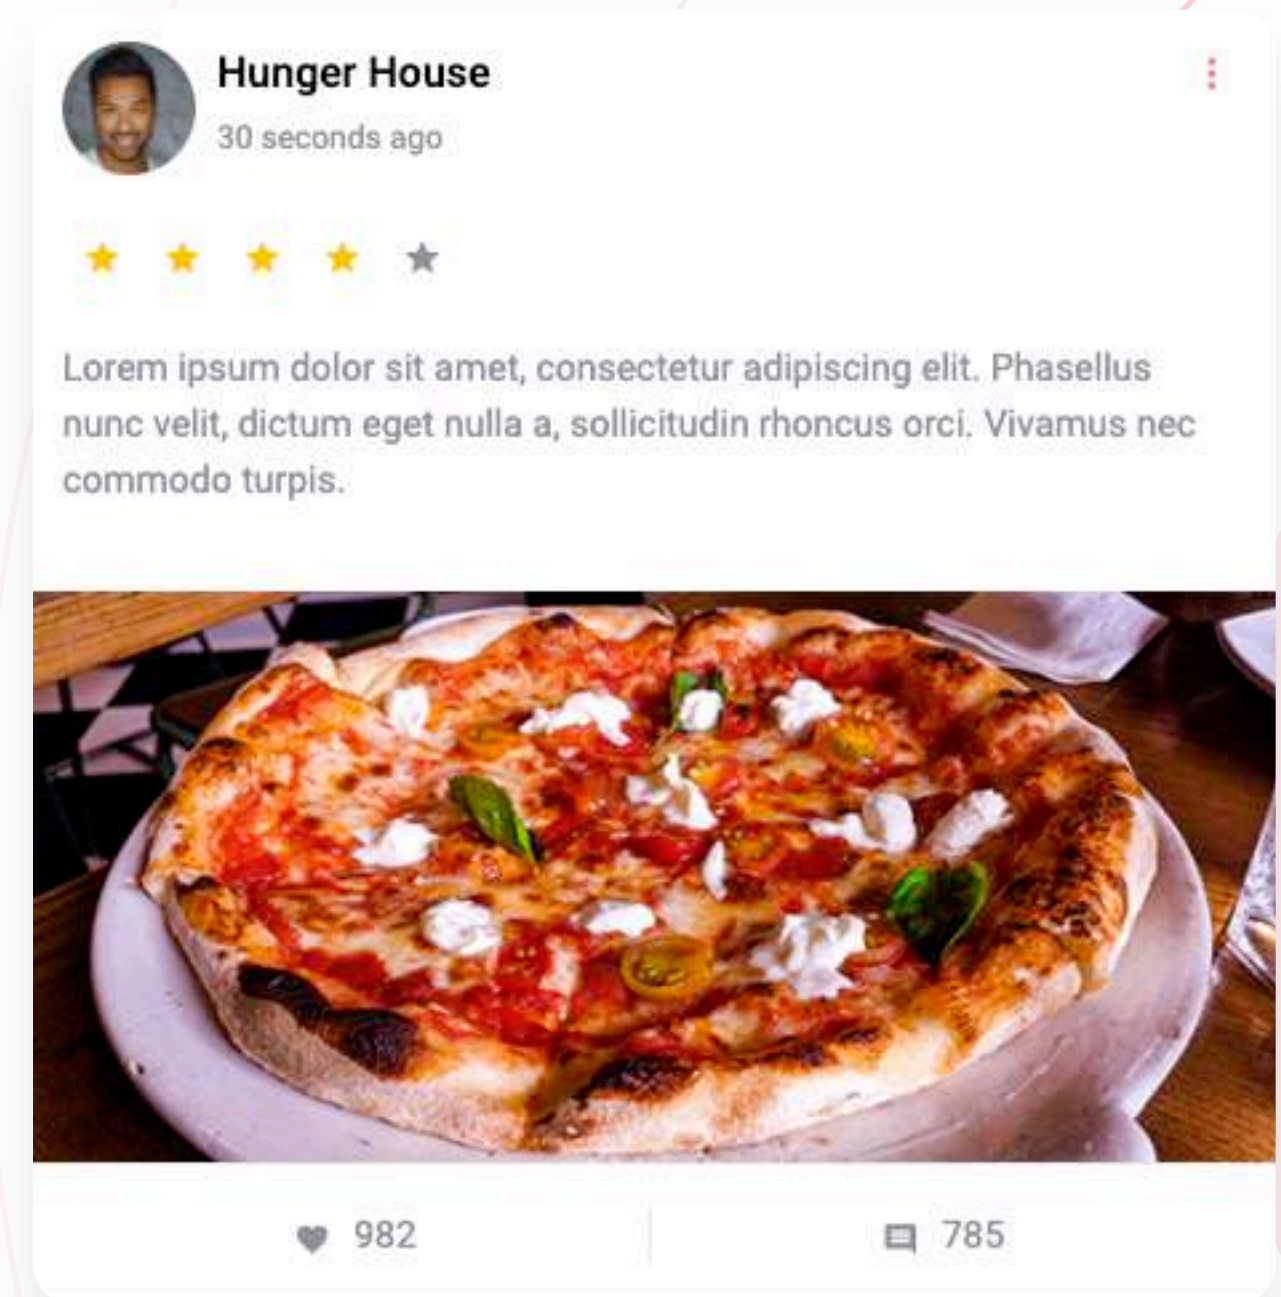 Hunger House
30 seconds ago
Lorem ipsum dolor sit amet, consectetur adipiscing elit. Phasellus
nunc velit, dictum eget nulla a, sollicitudin rhoncus orci. Vivamus nec
commodo turpis.
982
785